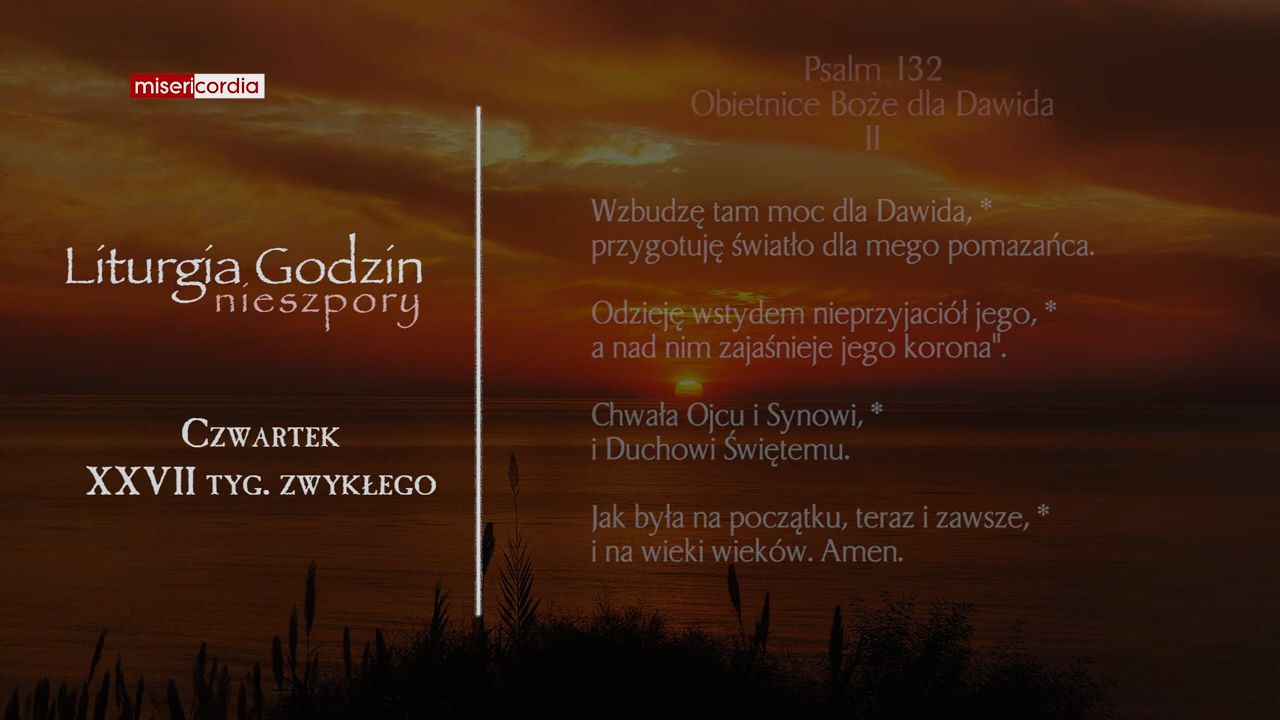 misericordia
Liturgia Godzin
nieszpory
Czwartek
XXVII tyg. zwykłego
Psalm 132
Obietnice Boże dla Dawida
II
Wzbudzę tam moc dla Dawida, *
przygotuję światło dla mego pomazańca.
Odzieję wstydem nieprzyjaciół jego, *
a nad nim zajaśnieje jego korona".
Chwała Ojcu i Synowi, *
i Duchowi Świętemu.
Jak była na początku, teraz i zawsze, *
i na wieki wieków. Amen.